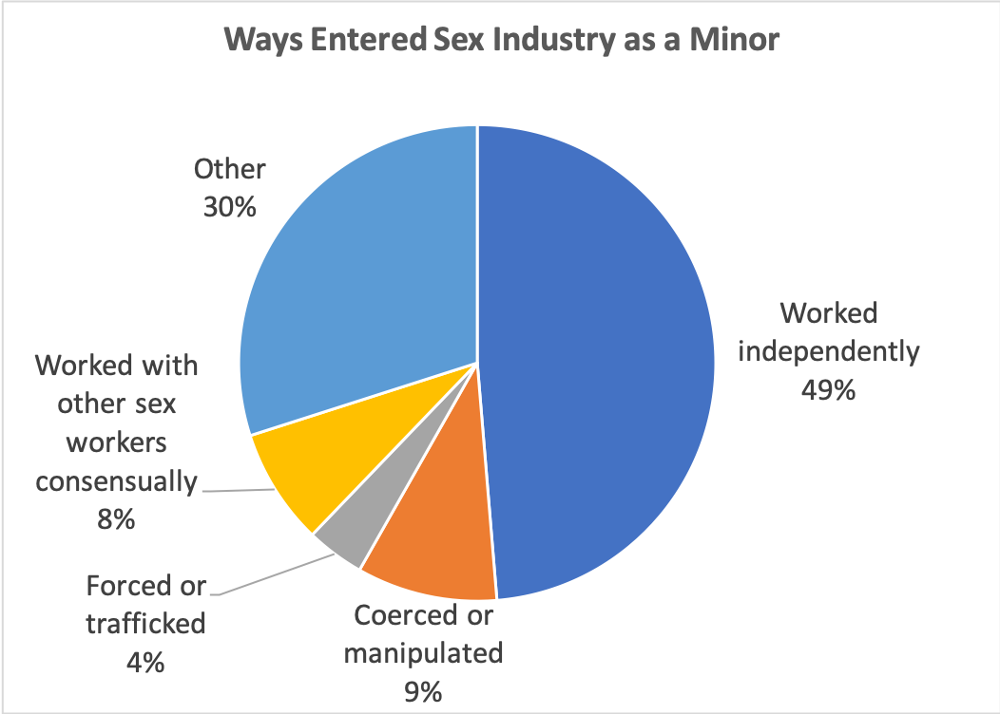 Ways Entered Sex Industry as a Minor
Other
30%
Worked
independently
49%
Worked with
other sex
workers
consensually
8%
Forced or
trafficked
4%
Coerced or
manipulated
9%